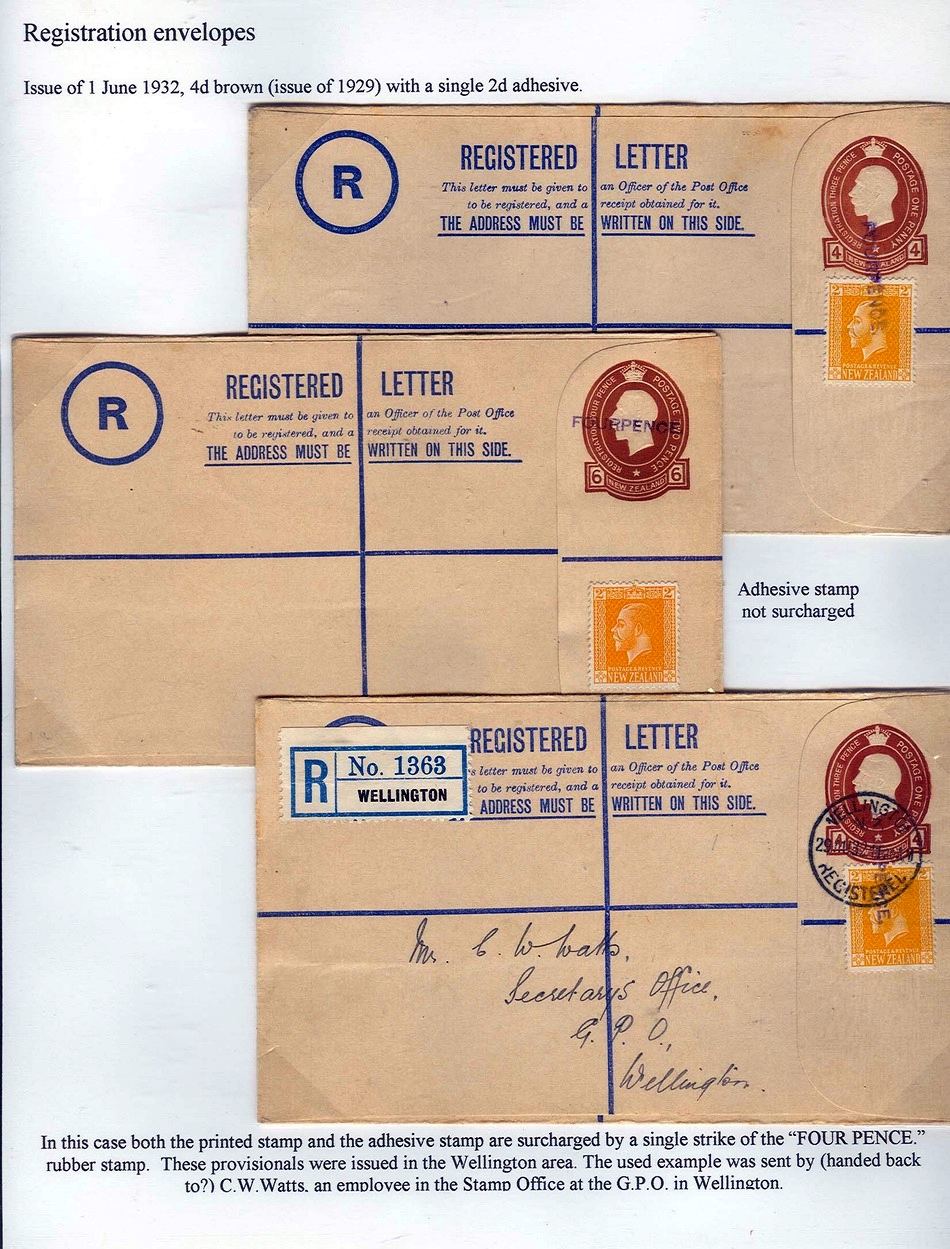 Registration envelopes
Issue of 1 June 1932, 4d brown (issue of 1929) with a single 2d adhesive.
R
REGISTERED LETTER
This letter must be given to an Officer of the Post Office
to be registered, and a receipt obtained for it.
THE ADDRESS MUST BE WRITTEN ON THIS SIDE.
REGISTRATION THREE PENCE POSTAGE ONE PENNY
4 NEW ZEALAND 4
FOURPENCE
2 2
POSTAGE & REVENUE
NEW ZEALAND
R
REGISTERED LETTER
This letter must be given to an Officer of the Post Office
to be registered, and a receipt obtained for it.
THE ADDRESS MUST BE WRITTEN ON THIS SIDE.
REGISTRATION FOUR PENCE POSTAGE TWO PENCE
6 NEW ZEALAND 6
FOURPENCE
2 2
POSTAGE & REVENUE
NEW ZEALAND
Adhesive stamp
not surcharged
R No. 1363
WELLINGTON
REGISTERED LETTER
s letter must be given to an Officer of the Post Office
to be registered, and a receipt obtained for it.
ADDRESS MUST BE WRITTEN ON THIS SIDE.
THREE PENCE POSTAGE ONE
4 4
WELLINGTON
REGISTERED
2 2
POSTAGE & REVENUE
NEW ZEALAND
Mr. C. W. Watts,
Secretary's Office,
G. P. O.,
Wellington.
In this case both the printed stamp and the adhesive stamp are surcharged by a single strike of the “FOUR PENCE.”
rubber stamp. These provisionals were issued in the Wellington area. The used example was sent by (handed back
to?) C.W.Watts, an employee in the Stamp Office at the G.P.O. in Wellington.